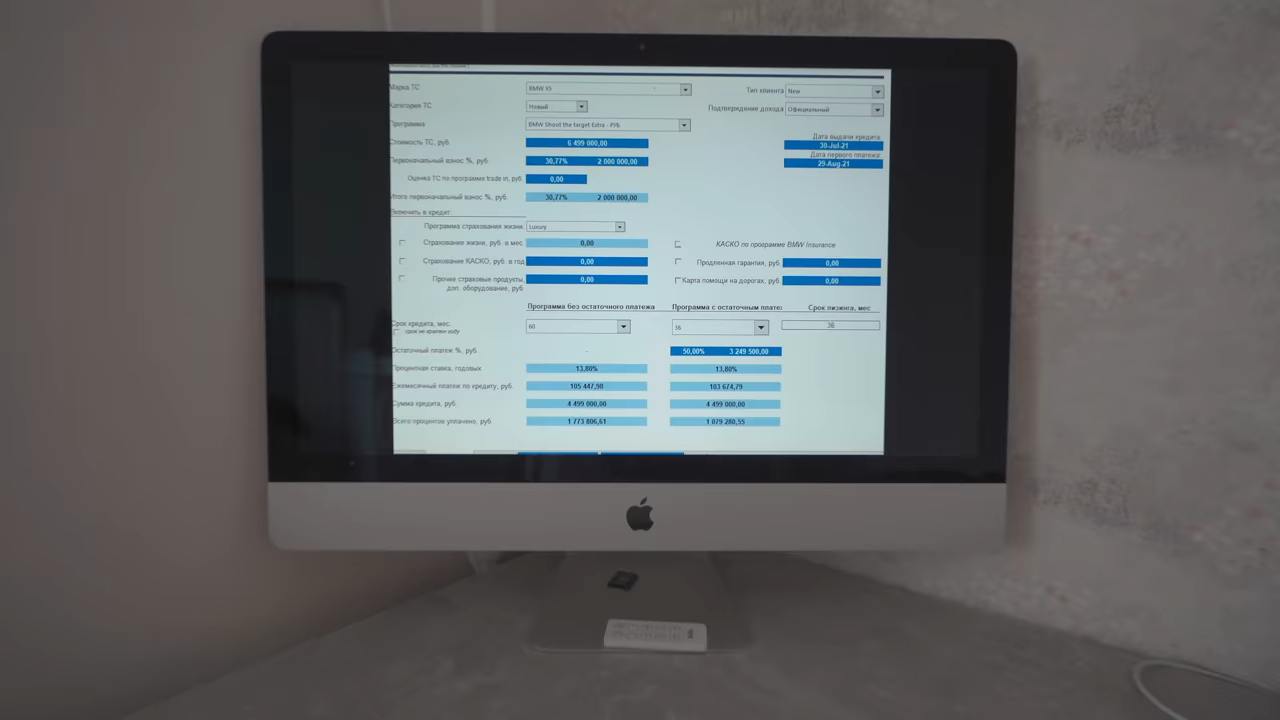 Марка ТС BMW X5 Тип клиента New
Категория ТС Новый Подтверждение дохода Официальный
Программа BMW Shoot the target Extra - РУБ
Дата выдачи кредита
Стоимость ТС, руб. 6 499 000,00 30-Jul-21
Дата первого платежа
Первоначальный взнос %, руб. 30,77% 2 000 000,00 29-Aug-21
Оценка ТС по программе trade in, руб. 0,00
Итого первоначальный взнос %, руб. 30,77% 2 000 000,00
Включить в кредит:
Программа страхования жизни Luxury
Страхование жизни, руб. в мес 0,00 КАСКО по программе BMW Insurance
Страхование КАСКО, руб. в год 0,00 Продленная гарантия, руб. 0,00
Прочие страховые продукты, 0,00 Карта помощи на дорогах, руб. 0,00
доп. оборудование, руб
Программа без остаточного платежа Программа с остаточным платеж Срок лизинга, мес
Срок кредита, мес. 60 36 36
срок не кратен году
Остаточный платеж %, руб. - 50,00% 3 249 500,00
Процентная ставка, годовых 13,80% 13,80%
Ежемесячный платеж по кредиту, руб. 105 447,98 103 674,79
Сумма кредита, руб. 4 499 000,00 4 499 000,00
Всего процентов уплачено, руб 1 773 806,61 1 079 280,55